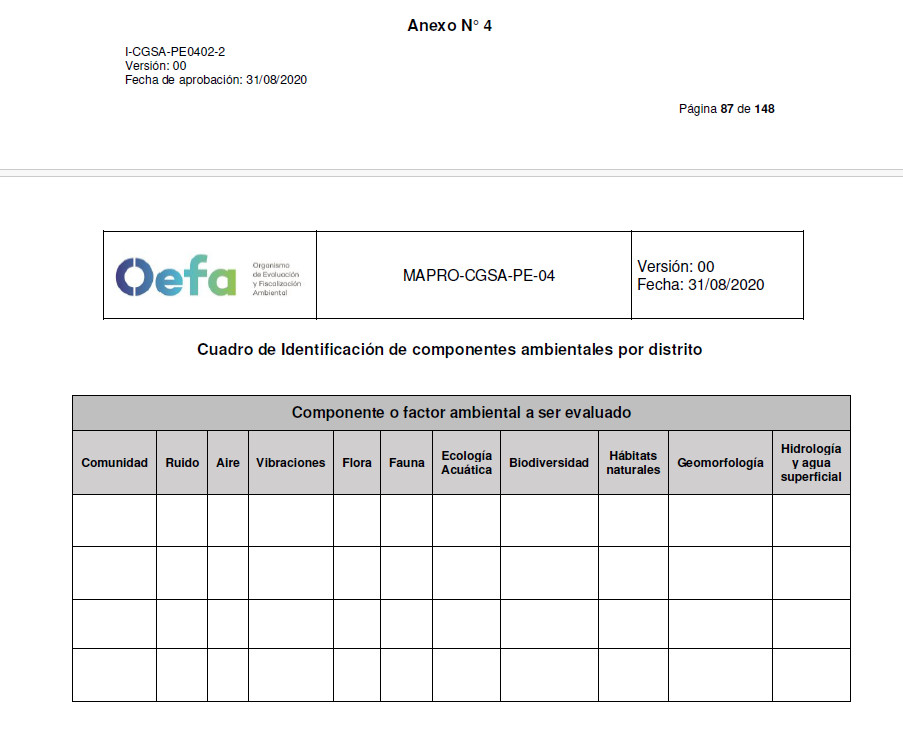 Anexo N° 4
I-CGSA-PE0402-2
Versión: 00
Fecha de aprobación: 31/08/2020
Página 87 de 148
Oefa
Organismo
de Evaluación
y Fiscalización
Ambiental
MAPRO-CGSA-PE-04
Versión: 00
Fecha: 31/08/2020
Cuadro de Identificación de componentes ambientales por distrito
Componente o factor ambiental a ser evaluado
Comunidad
Ruido
Aire
Vibraciones
Flora
Fauna
Ecología
Acuática
Biodiversidad
Hábitats
naturales
Geomorfología
Hidrología
y agua
superficial